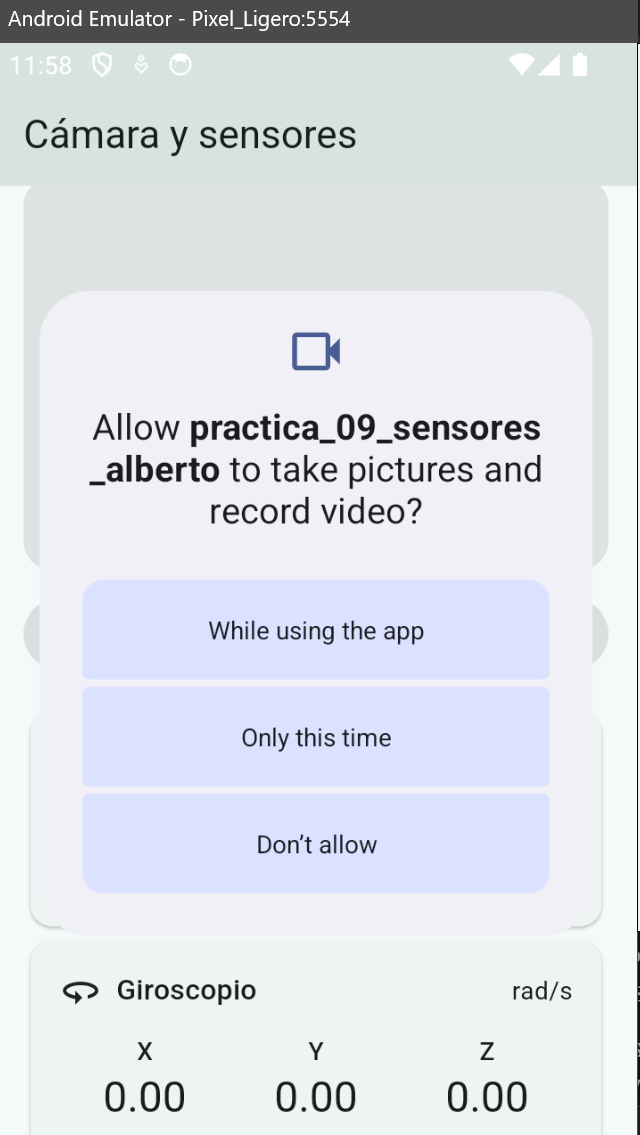 Android Emulator - Pixel_Ligero:5554
11:58
Cámara y sensores
Allow practica_09_sensores
_alberto to take pictures and
record video?
While using the app
Only this time
Don’t allow
Giroscopio rad/s
X Y Z
0.00 0.00 0.00